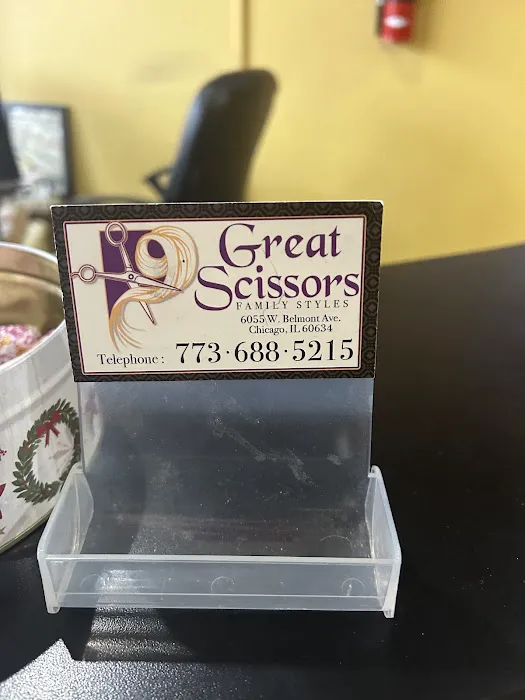 Great
Scissors
FAMILY STYLES
6055 W. Belmont Ave.
Chicago, IL 60634
Telephone: 773·688·5215